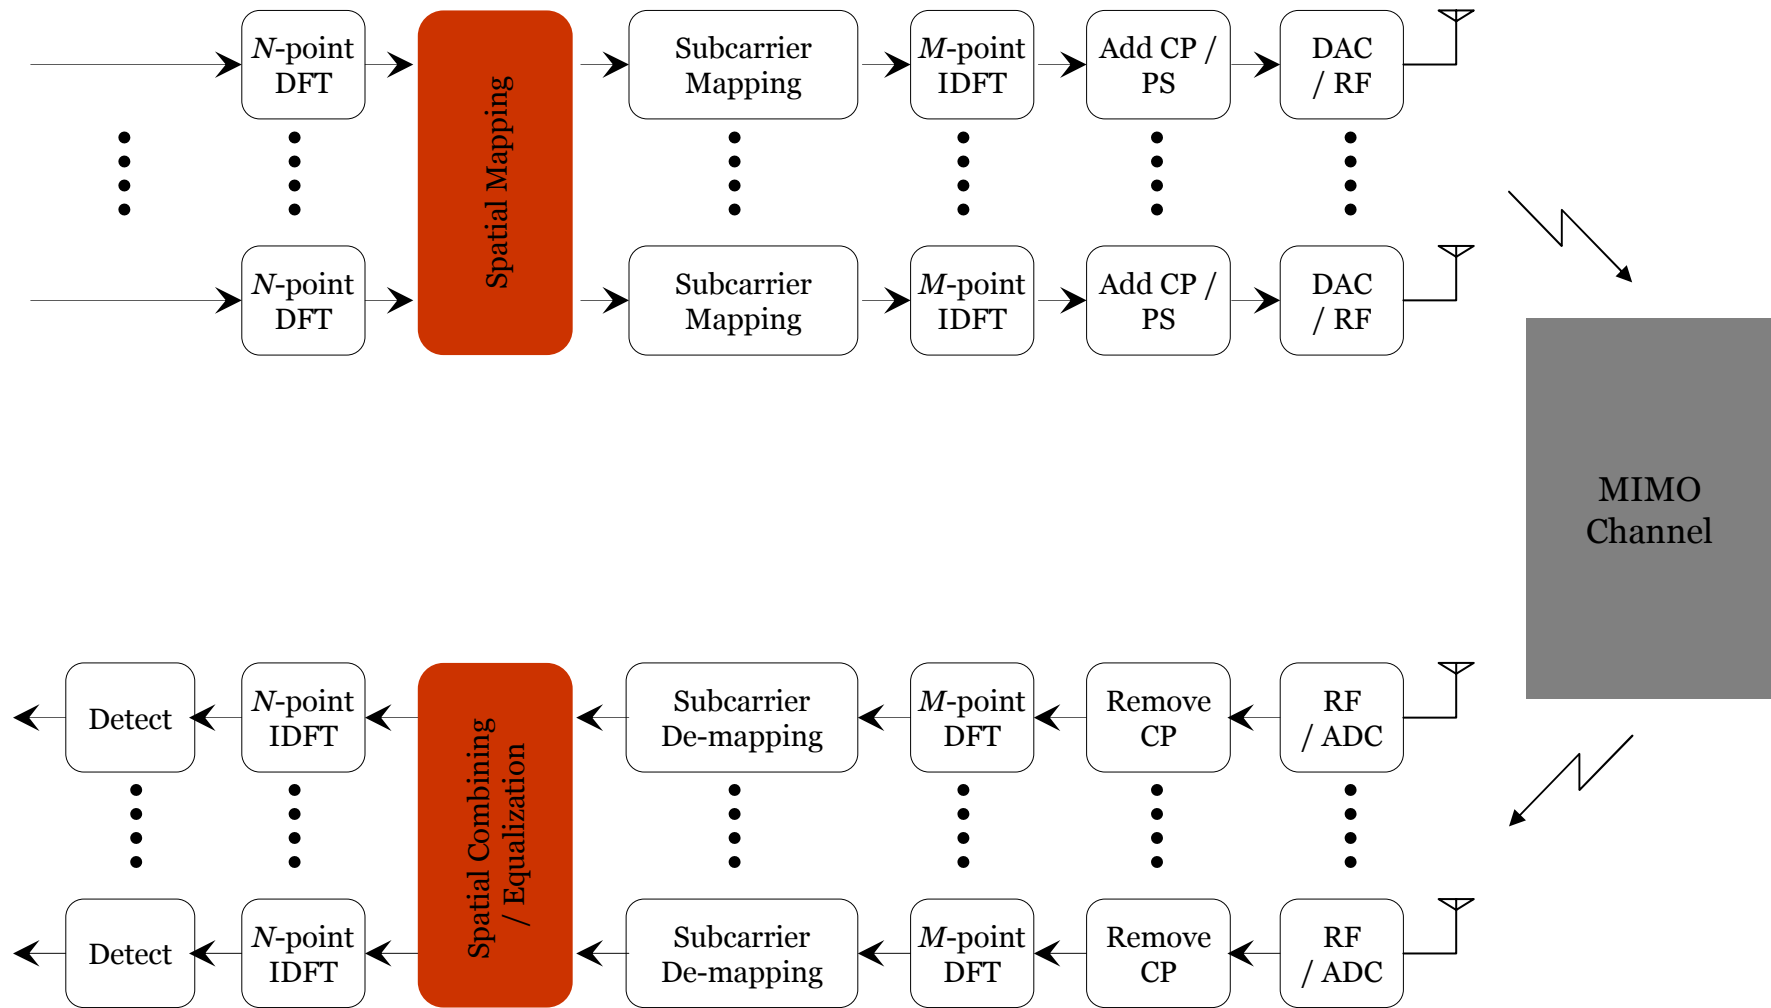 N-point
DFT
Spatial Mapping
Subcarrier
Mapping
M-point
IDFT
Add CP /
PS
DAC
/ RF
N-point
DFT
Subcarrier
Mapping
M-point
IDFT
Add CP /
PS
DAC
/ RF
MIMO
Channel
Detect
N-point
IDFT
Spatial Combining
/ Equalization
Subcarrier
De-mapping
M-point
DFT
Remove
CP
RF
/ ADC
Detect
N-point
IDFT
Subcarrier
De-mapping
M-point
DFT
Remove
CP
RF
/ ADC